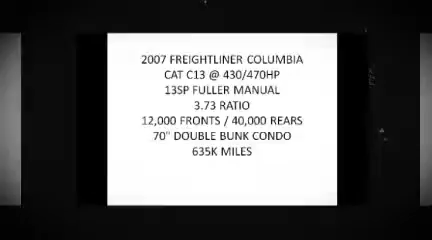 2007 FREIGHTLINER COLUMBIA
CAT C13 @ 430/470HP
13SP FULLER MANUAL
3.73 RATIO
12,000 FRONTS / 40,000 REARS
70" DOUBLE BUNK CONDO
635K MILES